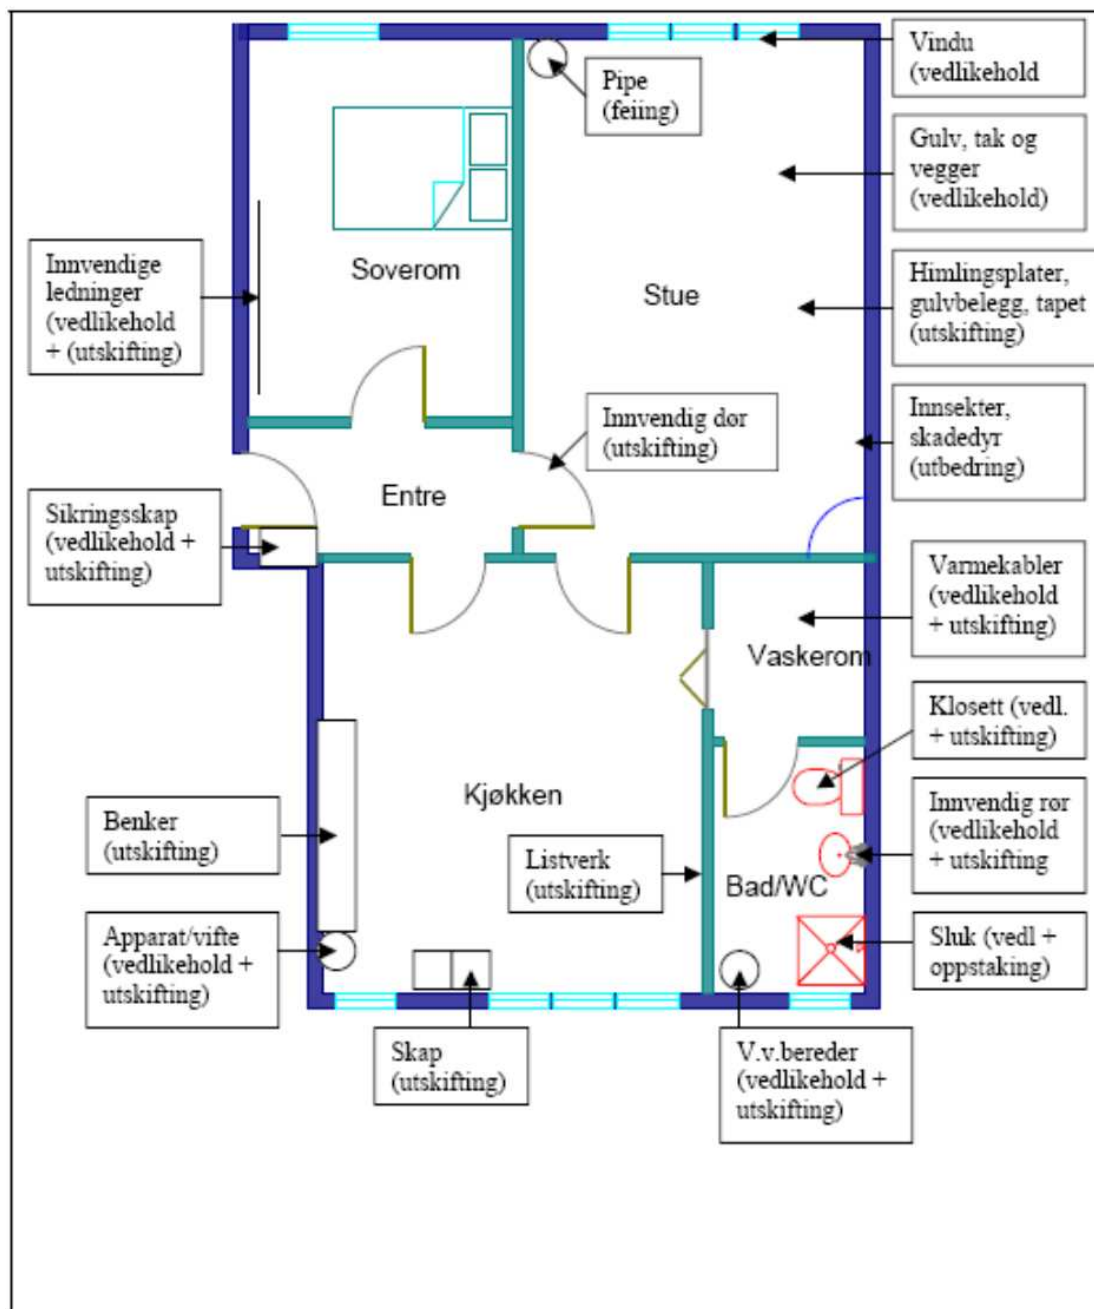 Vindu
(vedlikehold
Pipe
(feiing)
Gulv, tak og
vegger
(vedlikehold)
Innvendige
ledninger
(vedlikehold
+ (utskifting)
Soverom
Stue
Himlingsplater,
gulvbelegg, tapet
(utskifting)
Innvendig dør
(utskifting)
Innsekter,
skadedyr
(utbedring)
Entre
Sikringsskap
(vedlikehold +
utskifting)
Varmekabler
(vedlikehold
+ utskifting)
Vaskerom
Klosett (vedl.
+ utskifting)
Kjøkken
Benker
(utskifting)
Innvendig rør
(vedlikehold
+ utskifting
Listverk
(utskifting)
Bad/WC
Apparat/vifte
(vedlikehold +
utskifting)
Sluk (vedl +
oppstaking)
Skap
(utskifting)
V.v.bereder
(vedlikehold +
utskifting)